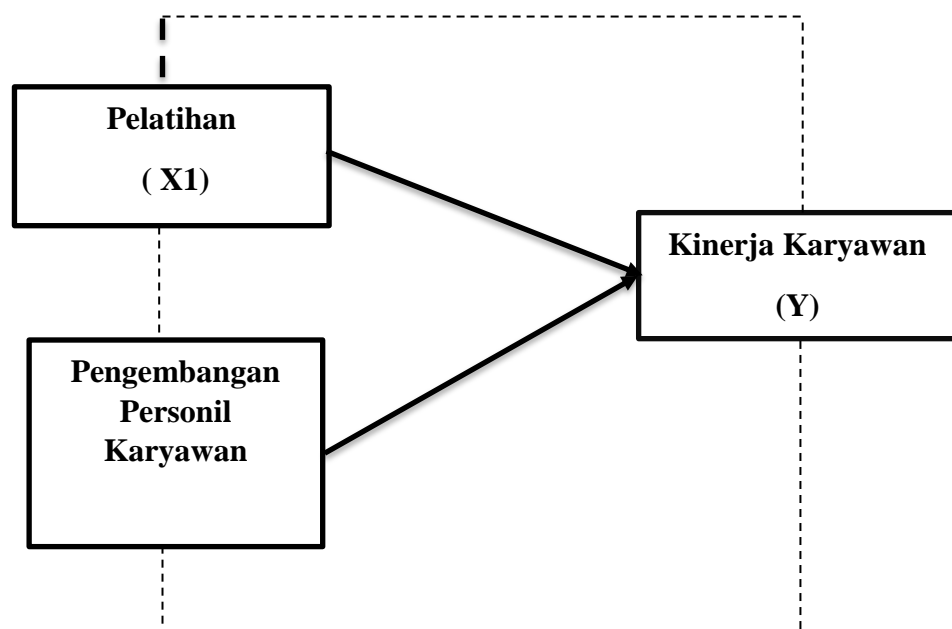 Pelatihan
( X1)
Kinerja Karyawan
(Y)
Pengembangan
Personil
Karyawan